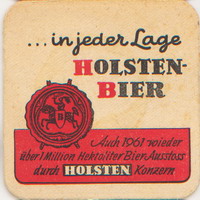 ...in jeder Lage
HOLSTEN-
BIER
Auch 1961 wieder
über 1 Million Hektoliter Bier-Ausstoss
durch HOLSTEN Konzern